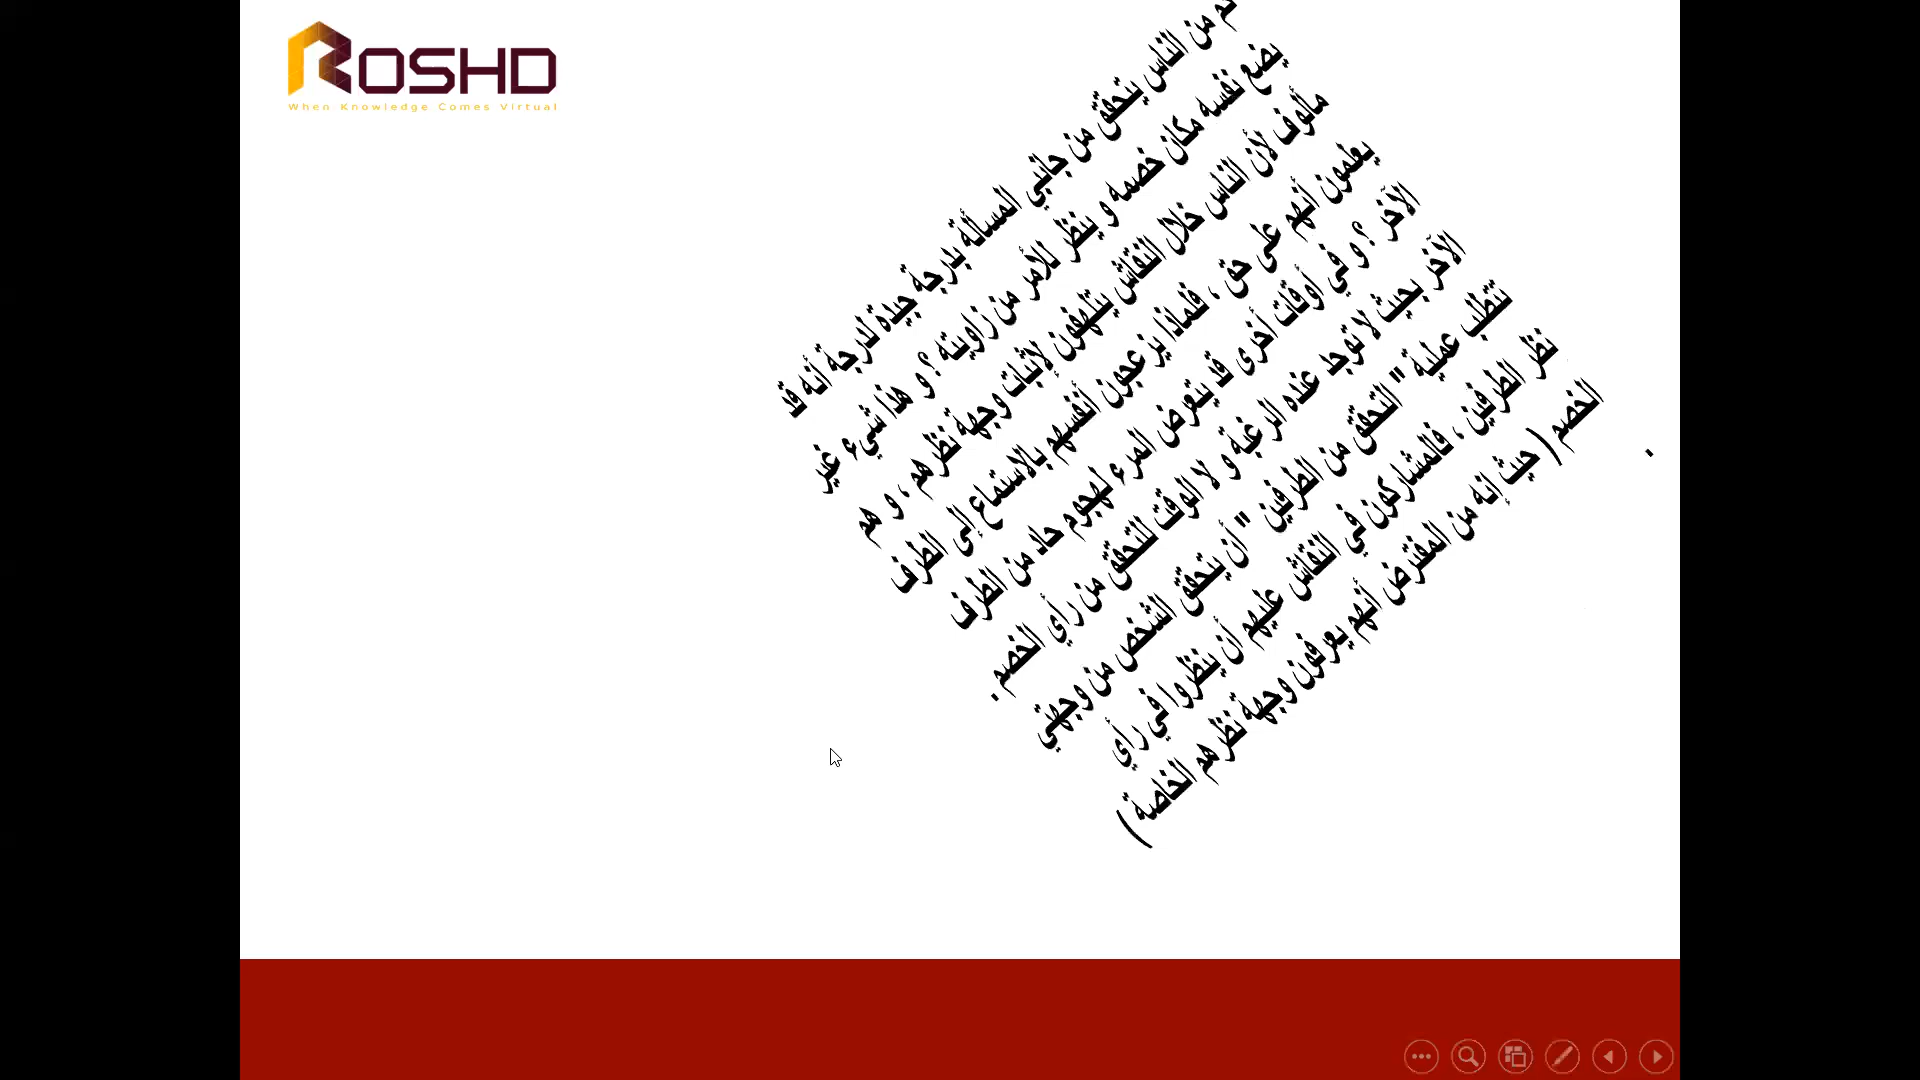 ROSHD
When Knowledge Comes Virtual
كم من الناس يتحقق من جانبي المسألة بدرجة جيدة لدرجة أنه قد
يضع نفسه مكان خصمه و ينظر للأمر من زاويته ؟ و هذا شيء غير
مألوف لأن الناس خلال النقاش يتلهفون لإثبات وجهة نظرهم ، و هم
يعلمون أنهم على حق ، فلماذا يزعجون أنفسهم بالاستماع إلى الطرف
الآخر ؟ و في أوقات أخرى قد يتعرض المرء لهجوم حاد من الطرف
الآخر بحيث لا توجد عنده الرغبة و لا الوقت للتحقق من رأي الخصم .
تتطلب عملية " التحقق من الطرفين " أن يتحقق الشخص من وجهتي
نظر الطرفين ، فالمشاركون في النقاش عليهم أن ينظروا في رأي
الخصم ( حيث إنه من المفترض أنهم يعرفون وجهة نظرهم الخاصة )
.